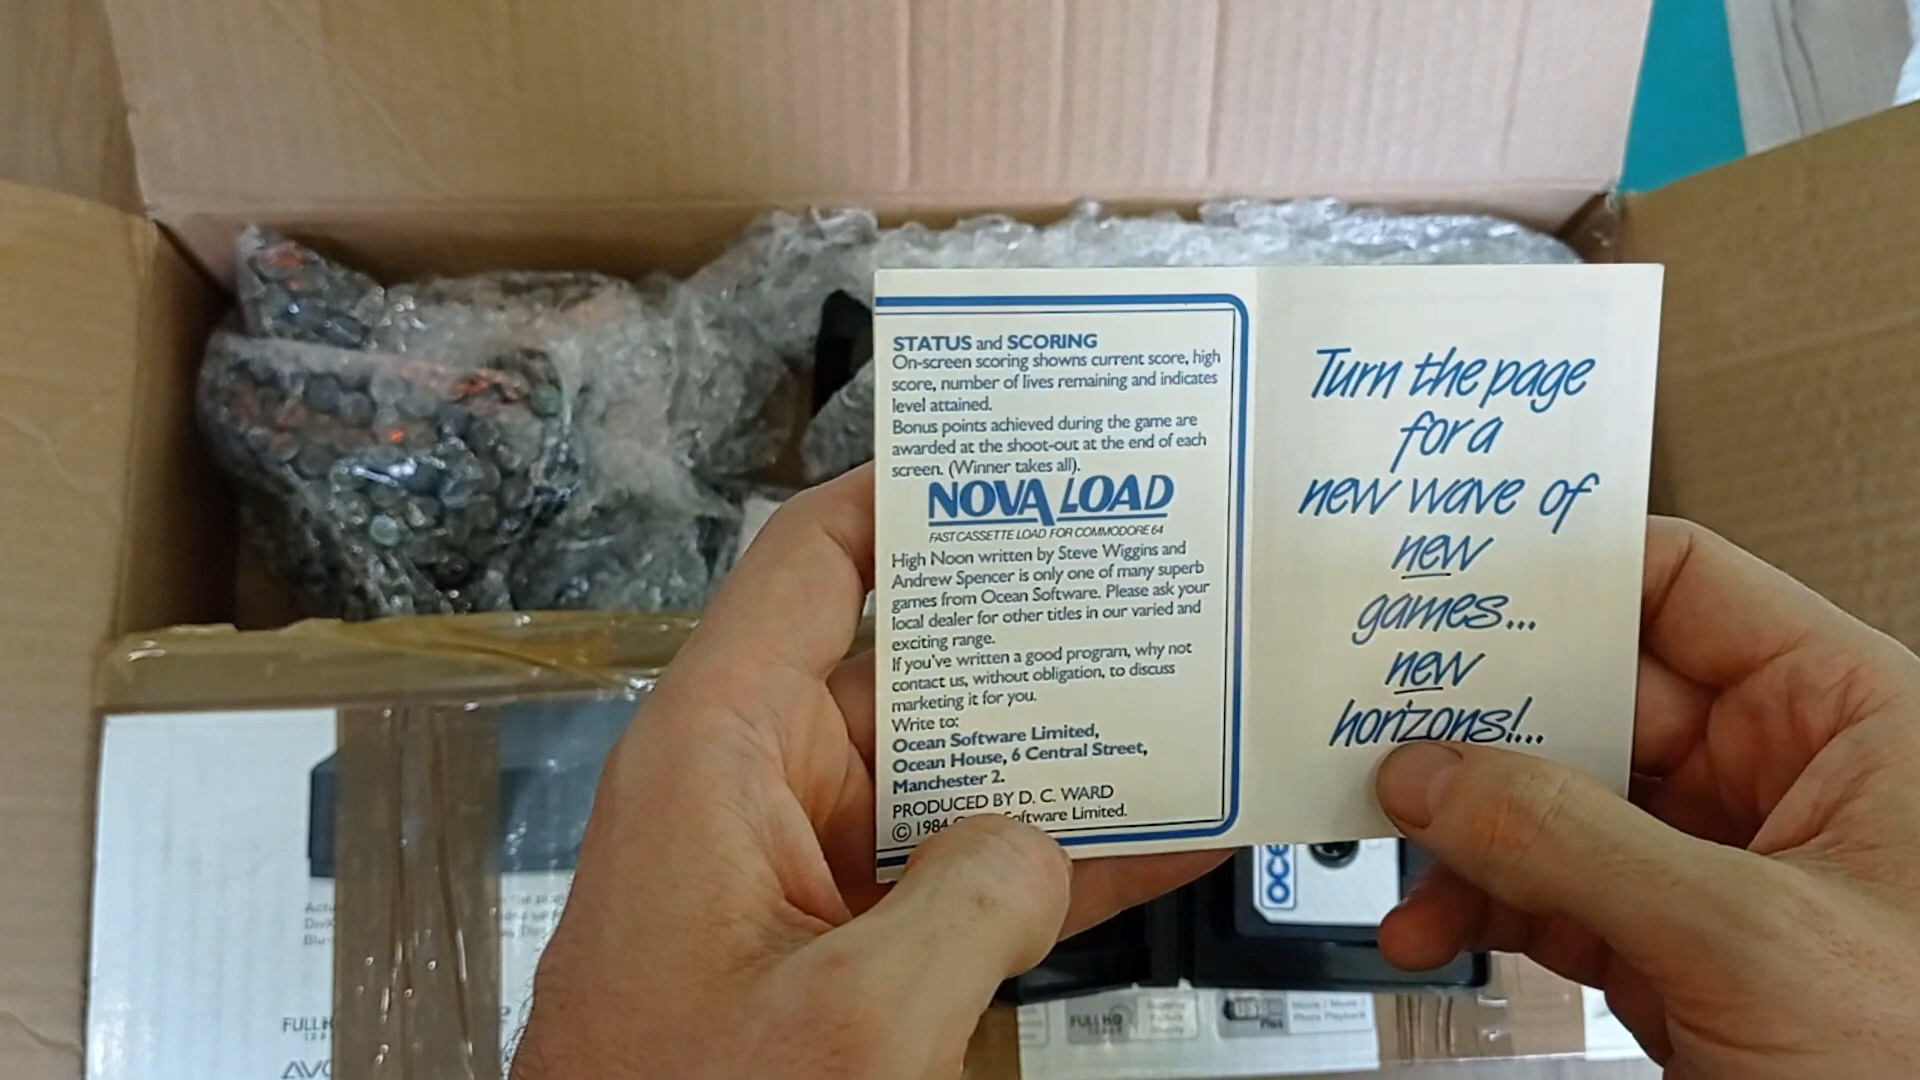 STATUS and SCORING
On-screen scoring showns current score, high
score, number of lives remaining and indicates
level attained.
Bonus points achieved during the game are
awarded at the shoot-out at the end of each
screen. (Winner takes all).
NOVA LOAD
FAST CASSETTE LOAD FOR COMMODORE 64
High Noon written by Steve Wiggins and
Andrew Spencer is only one of many superb
games from Ocean Software. Please ask your
local dealer for other titles in our varied and
exciting range.
If you've written a good program, why not
contact us, without obligation, to discuss
marketing it for you.
Write to:
Ocean Software Limited,
Ocean House, 6 Central Street,
Manchester 2.
PRODUCED BY D. C. WARD
© 1984 Software Limited.
Turn the page
for a
new wave of
new
games...
new
horizons!...
FULL HD
FULL HD
Plus